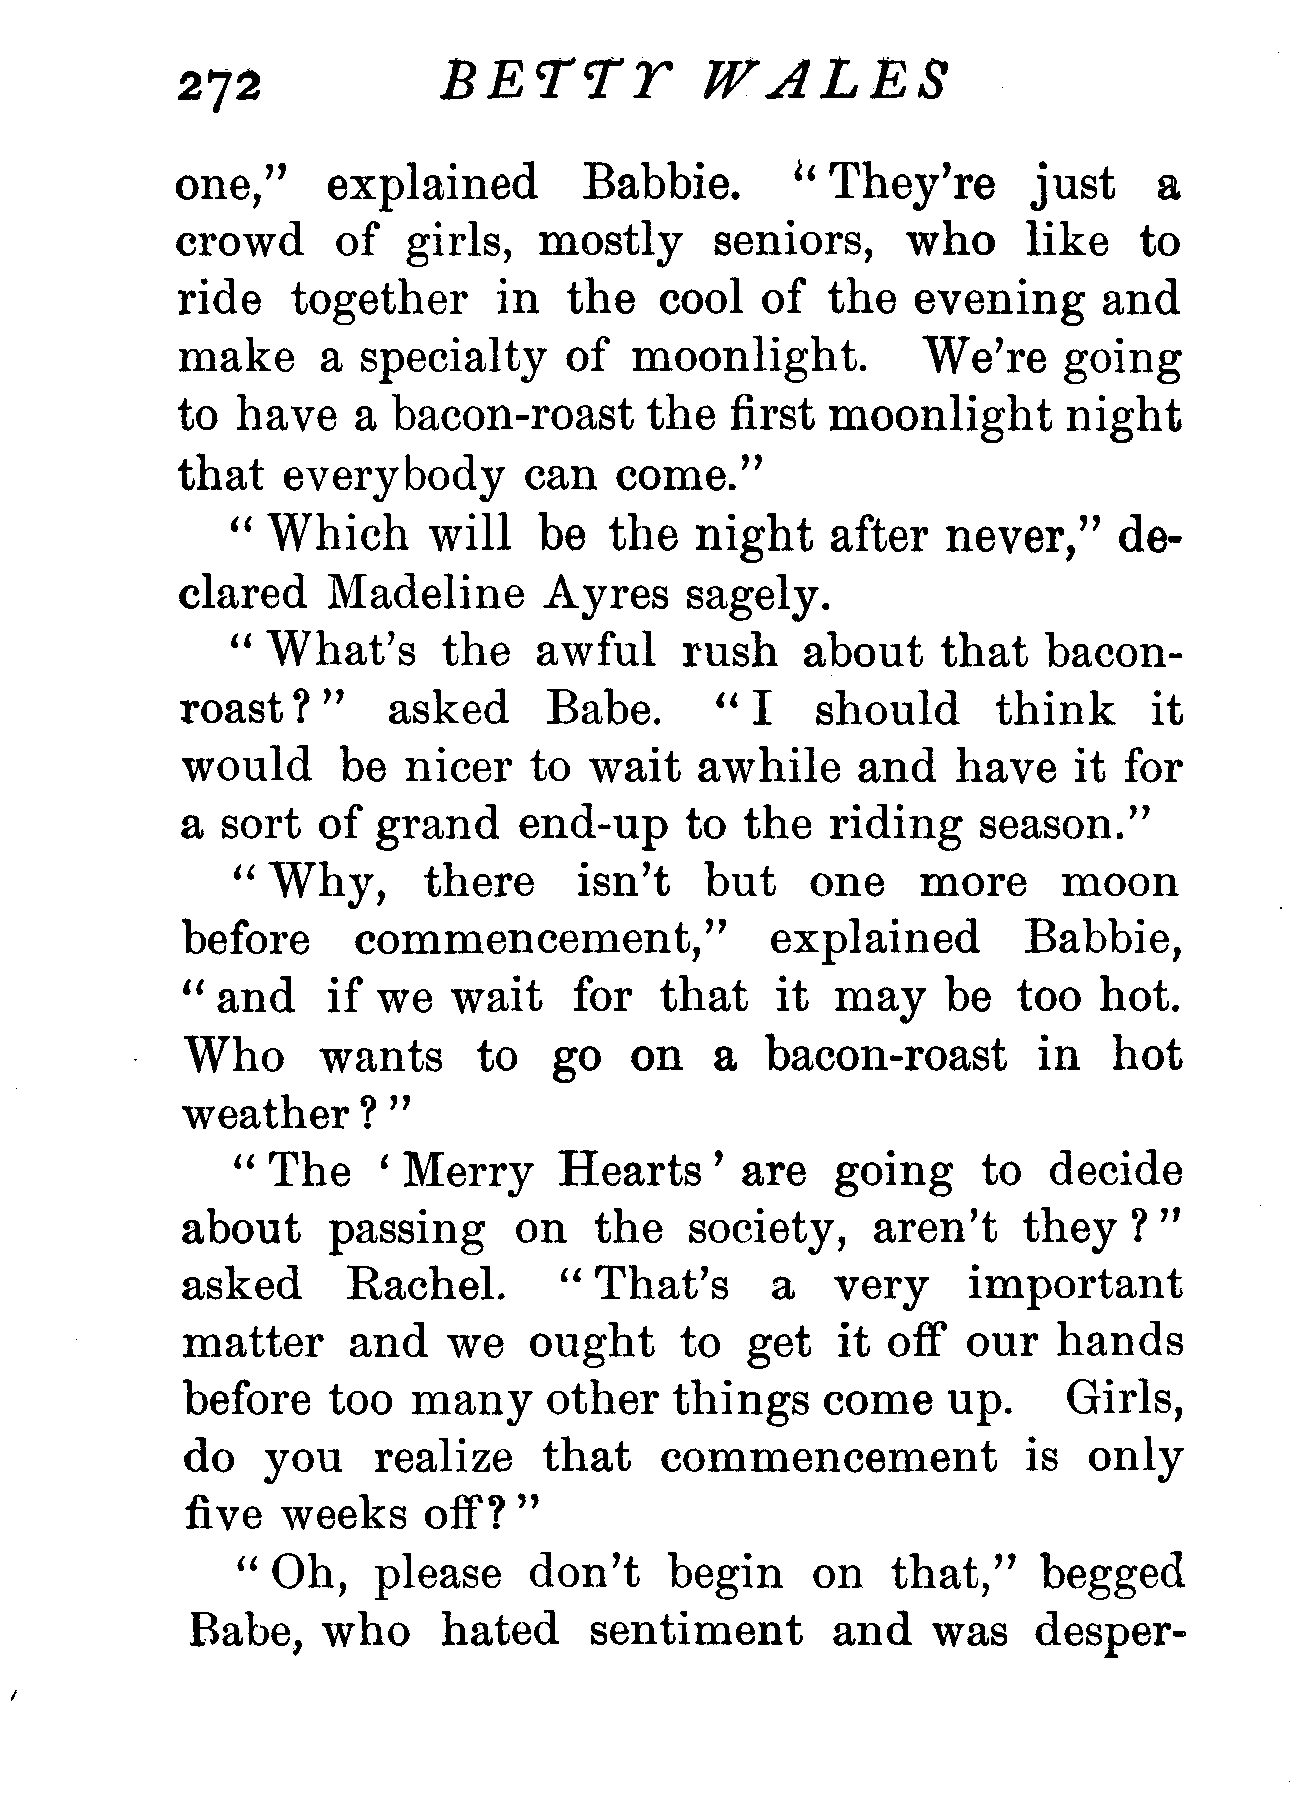 272 BETTY WALES
one," explained Babbie. "They're just a
crowd of girls, mostly seniors, who like to
ride together in the cool of the evening and
make a specialty of moonlight. We're going
to have a bacon-roast the first moonlight night
that everybody can come."
"Which will be the night after never," de-
clared Madeline Ayres sagely.
"What's the awful rush about that bacon-
roast?" asked Babe. "I should think it
would be nicer to wait awhile and have it for
a sort of grand end-up to the riding season."
"Why, there isn't but one more moon
before commencement," explained Babbie,
"and if we wait for that it may be too hot.
Who wants to go on a bacon-roast in hot
weather?"
"The 'Merry Hearts' are going to decide
about passing on the society, aren't they?"
asked Rachel. "That's a very important
matter and we ought to get it off our hands
before too many other things come up. Girls,
do you realize that commencement is only
five weeks off?"
"Oh, please don't begin on that," begged
Babe, who hated sentiment and was desper-